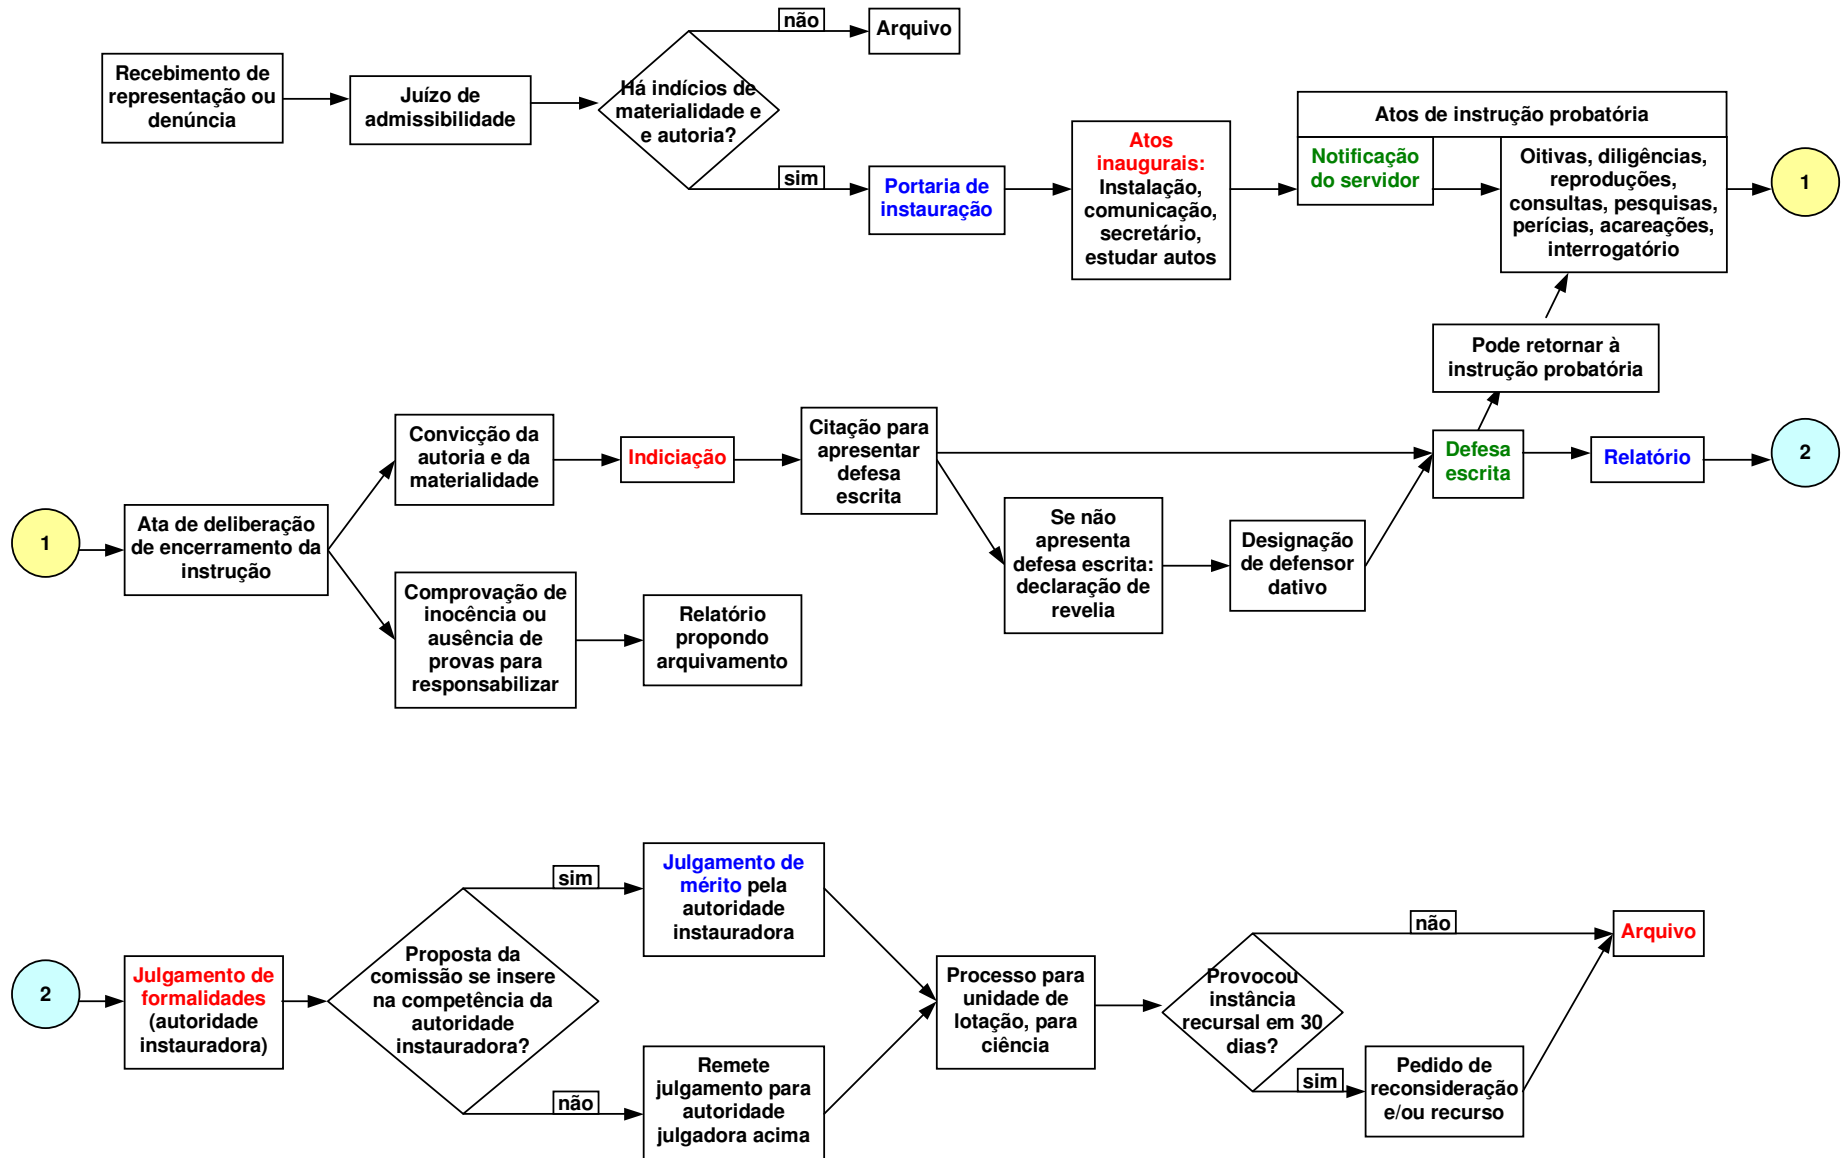 não
Arquivo
Recebimento de
representação ou
denúncia
Juízo de
admissibilidade
Há indícios de
materialidade e
e autoria?
sim
Portaria de
instauração
Atos
inaugurais:
Instalação,
comunicação,
secretário,
estudar autos
Atos de instrução probatória
Notificação
do servidor
Oitivas, diligências,
reproduções,
consultas, pesquisas,
perícias, acareações,
interrogatório
1
Pode retornar à
instrução probatória
1
Ata de deliberação
de encerramento da
instrução
Convicção da
autoria e da
materialidade
Indiciação
Citação para
apresentar
defesa
escrita
Se não
apresenta
defesa escrita:
declaração de
revelia
Designação
de defensor
dativo
Defesa
escrita
Relatório
2
Comprovação de
inocência ou
ausência de
provas para
responsabilizar
Relatório
propondo
arquivamento
2
Julgamento de
formalidades
(autoridade
instauradora)
Proposta da
comissão se insere
na competência da
autoridade
instauradora?
sim
Julgamento de
mérito pela
autoridade
instauradora
não
Remete
julgamento para
autoridade
julgadora acima
Processo para
unidade de
lotação, para
ciência
Provocou
instância
recursal em 30
dias?
não
Arquivo
sim
Pedido de
reconsideração
e/ou recurso